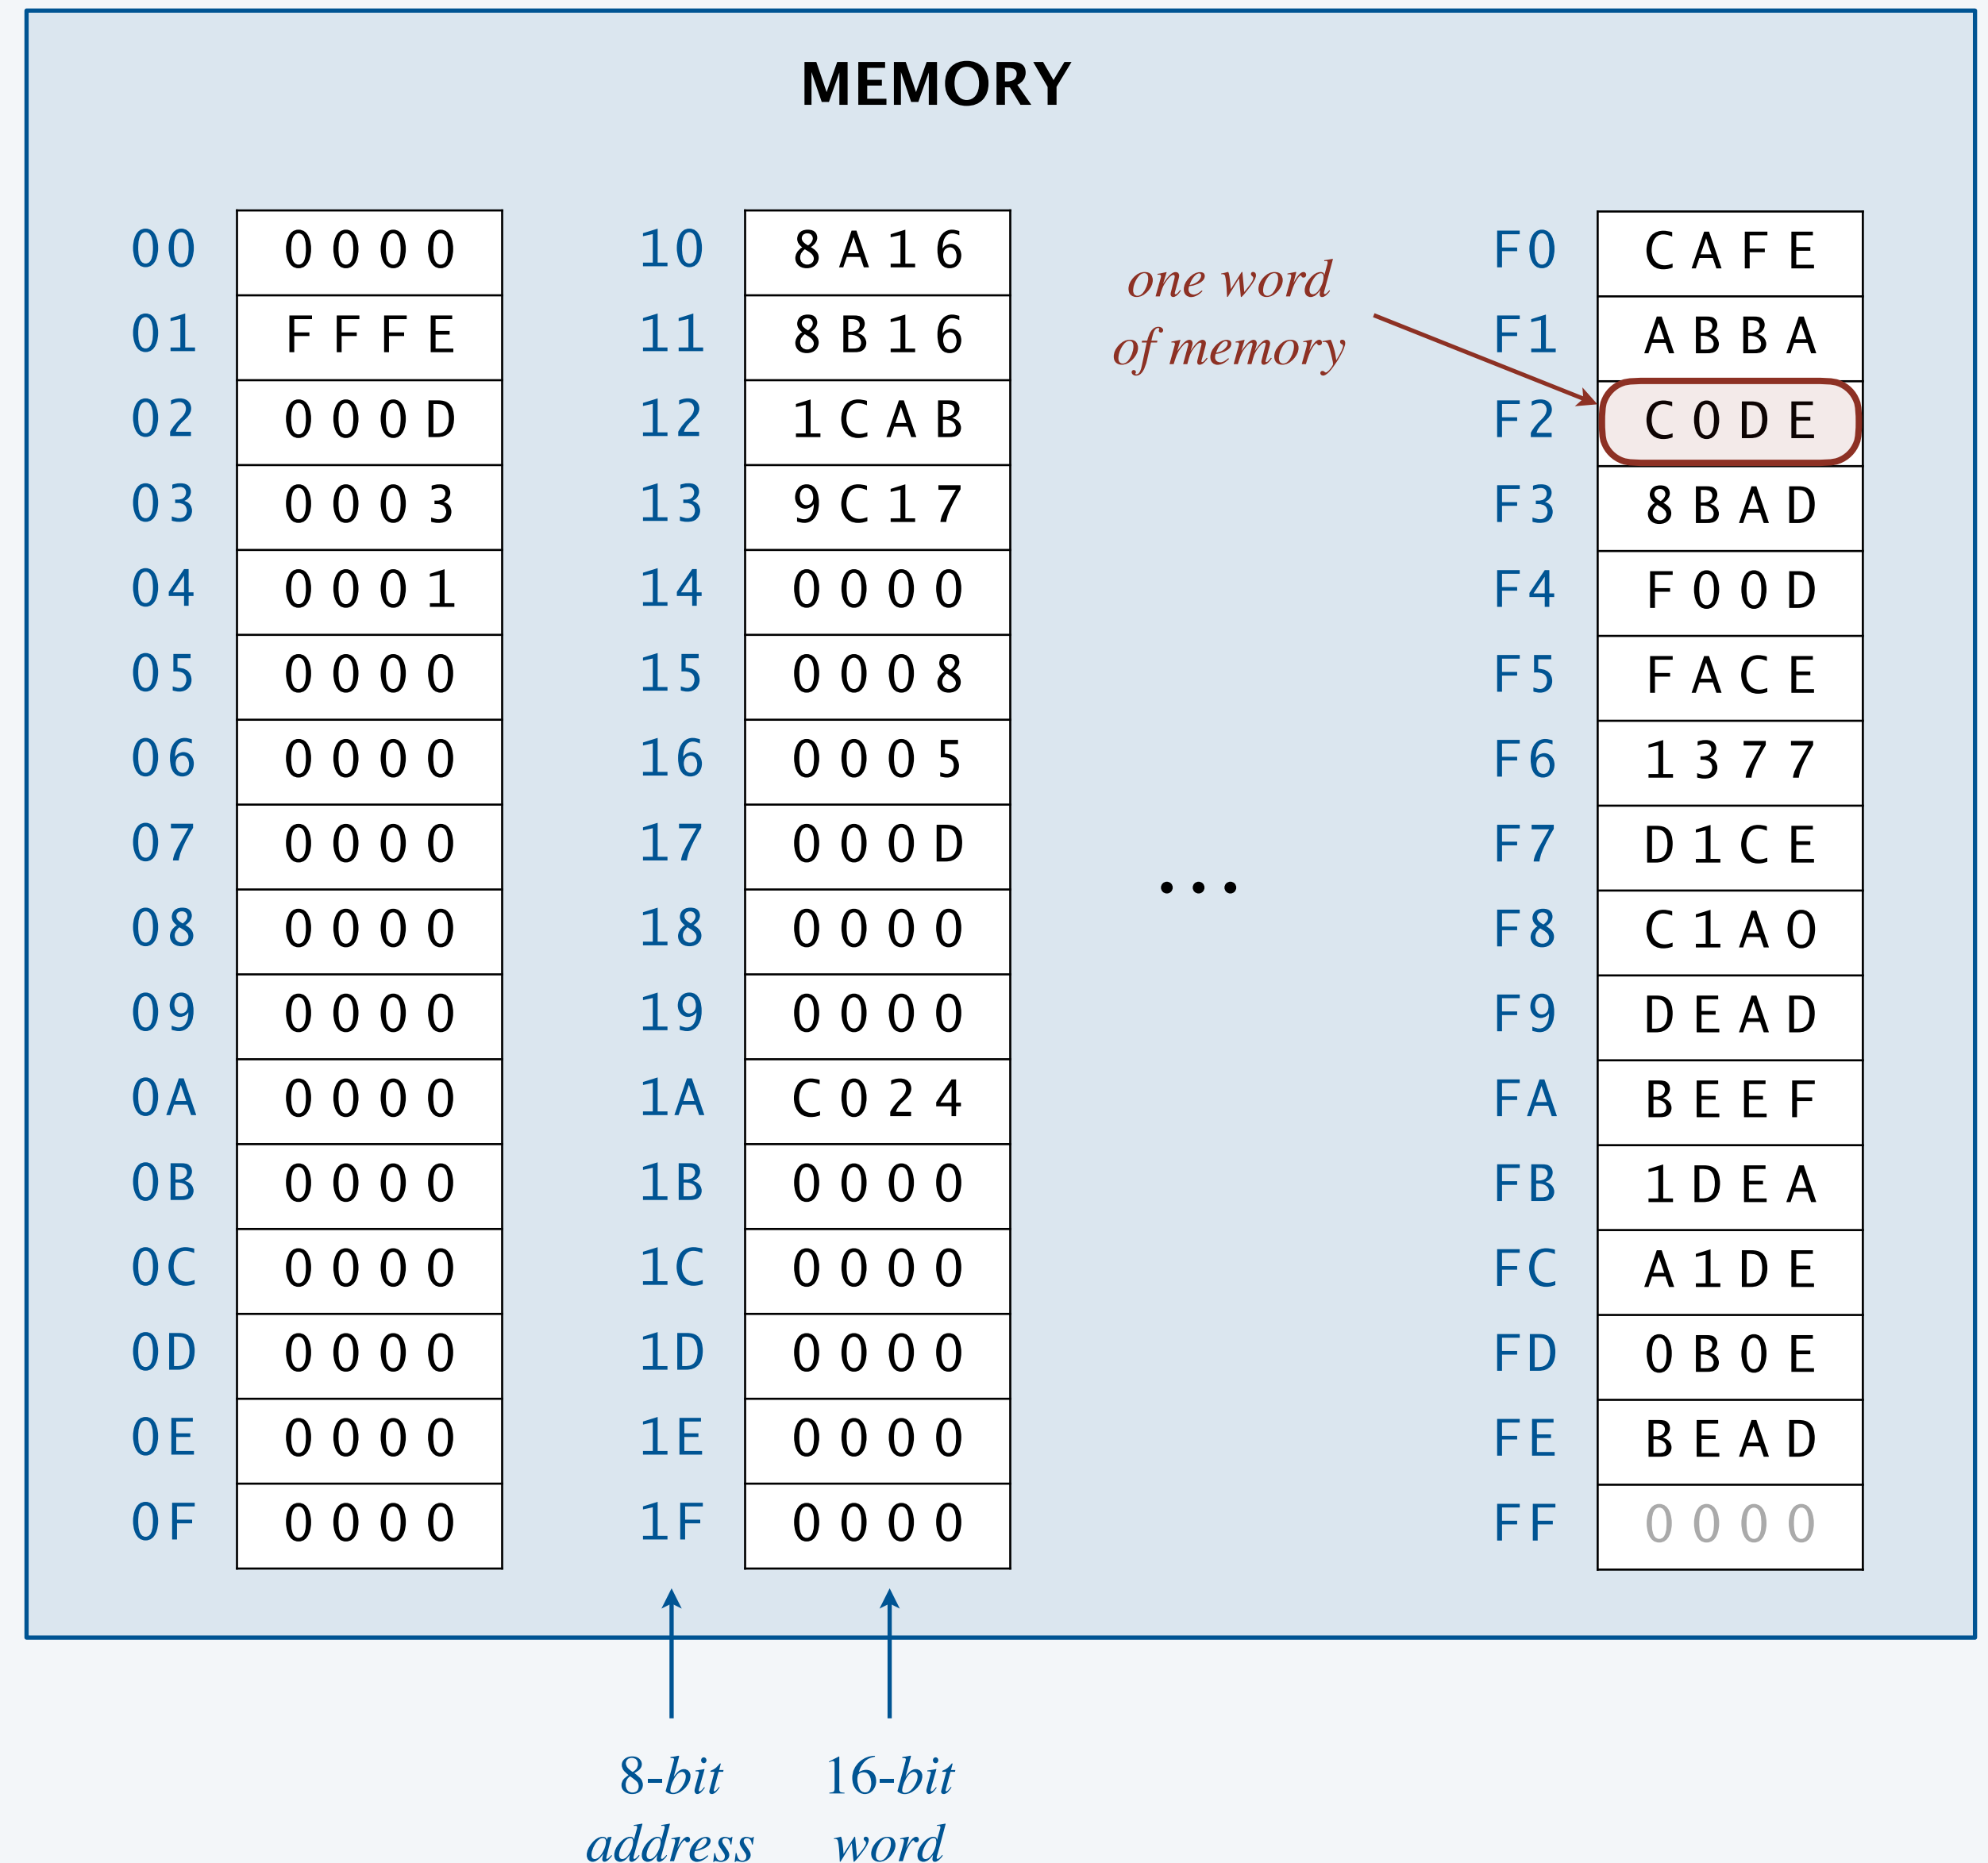 MEMORY
00 0000 10 8A16 F0 CAFE
01 FFFE 11 8B16 F1 ABBA
02 000D 12 1CAB F2 C0DE
03 0003 13 9C17 F3 8BAD
04 0001 14 0000 F4 F00D
05 0000 15 0008 F5 FACE
06 0000 16 0005 F6 1377
07 0000 17 000D F7 D1CE
08 0000 18 0000 F8 C1A0
09 0000 19 0000 F9 DEAD
0A 0000 1A C024 FA BEEF
0B 0000 1B 0000 FB 1DEA
0C 0000 1C 0000 FC A1DE
0D 0000 1D 0000 FD 0B0E
0E 0000 1E 0000 FE BEAD
0F 0000 1F 0000 FF 0000
one word
of memory
...
8-bit
address
16-bit
word